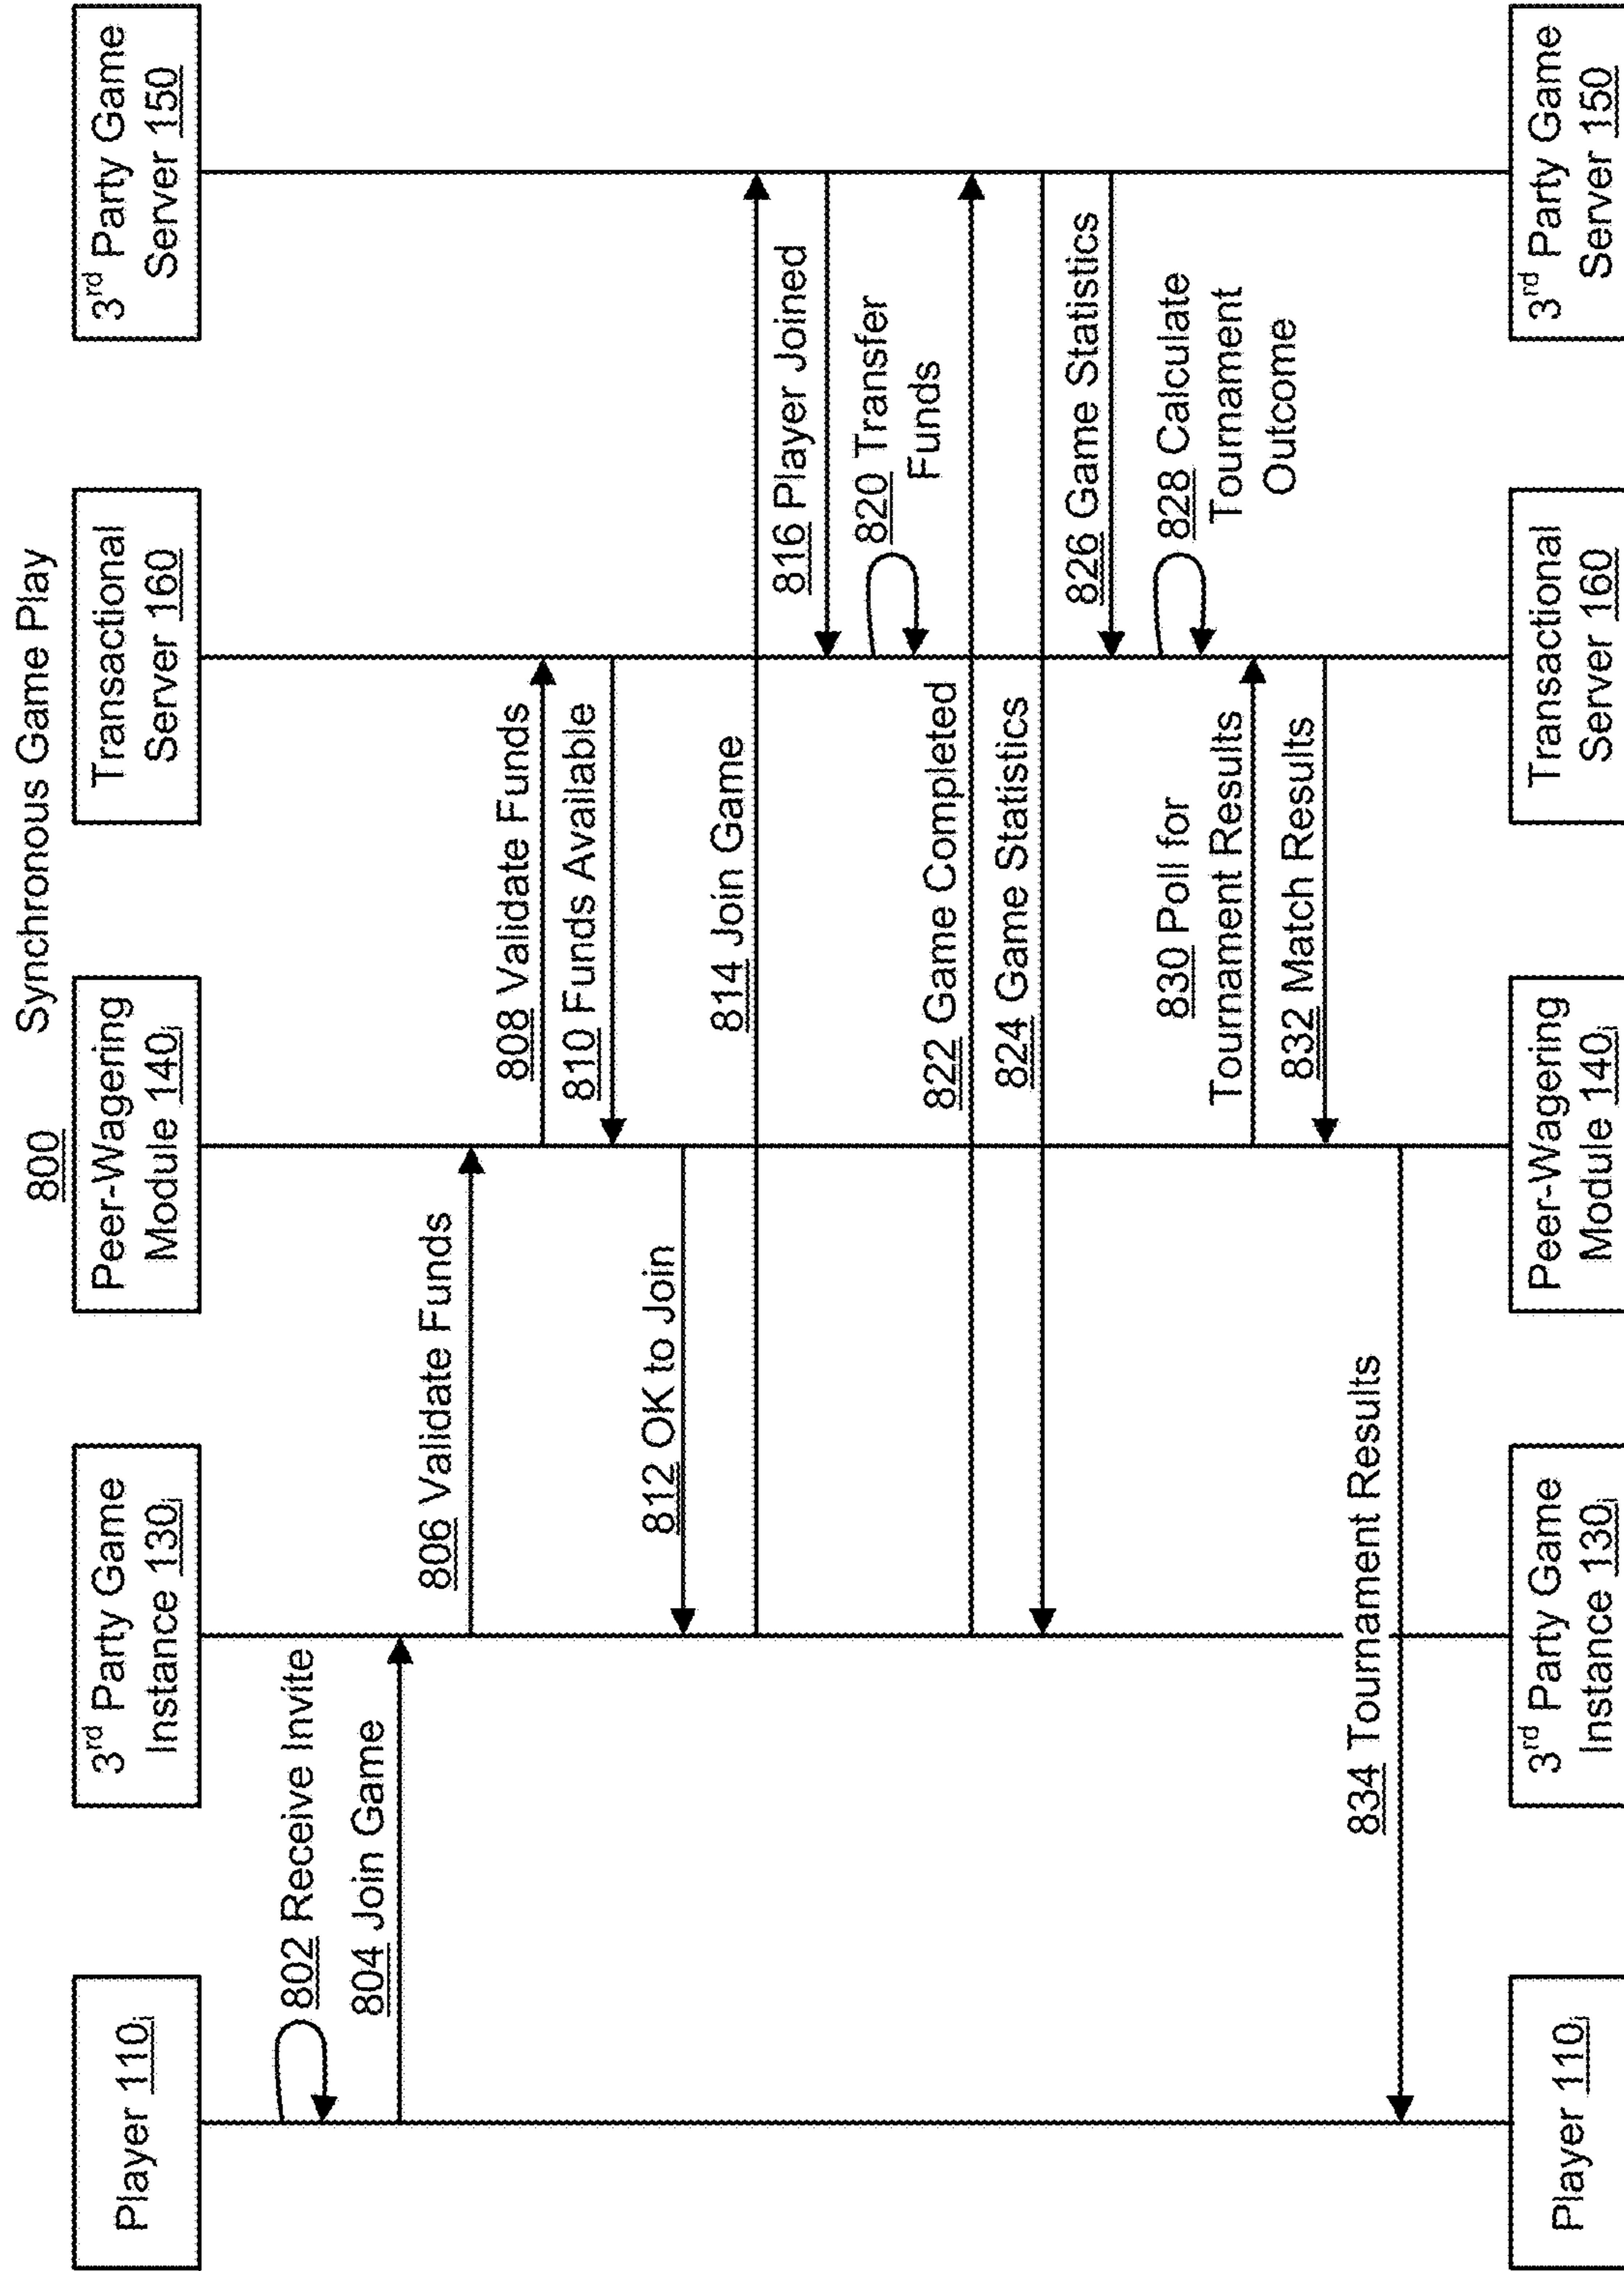 800 Synchronous Game Play
Player 110i
3rd Party Game
Instance 130i
Peer-Wagering
Module 140i
Transactional
Server 160
3rd Party Game
Server 150
802 Receive Invite
804 Join Game
806 Validate Funds
808 Validate Funds
810 Funds Available
812 OK to Join
814 Join Game
816 Player Joined
820 Transfer
Funds
822 Game Completed
824 Game Statistics
826 Game Statistics
828 Calculate
Tournament
Outcome
830 Poll for
Tournament Results
832 Match Results
834 Tournament Results
Player 110i
3rd Party Game
Instance 130i
Peer-Wagering
Module 140i
Transactional
Server 160
3rd Party Game
Server 150